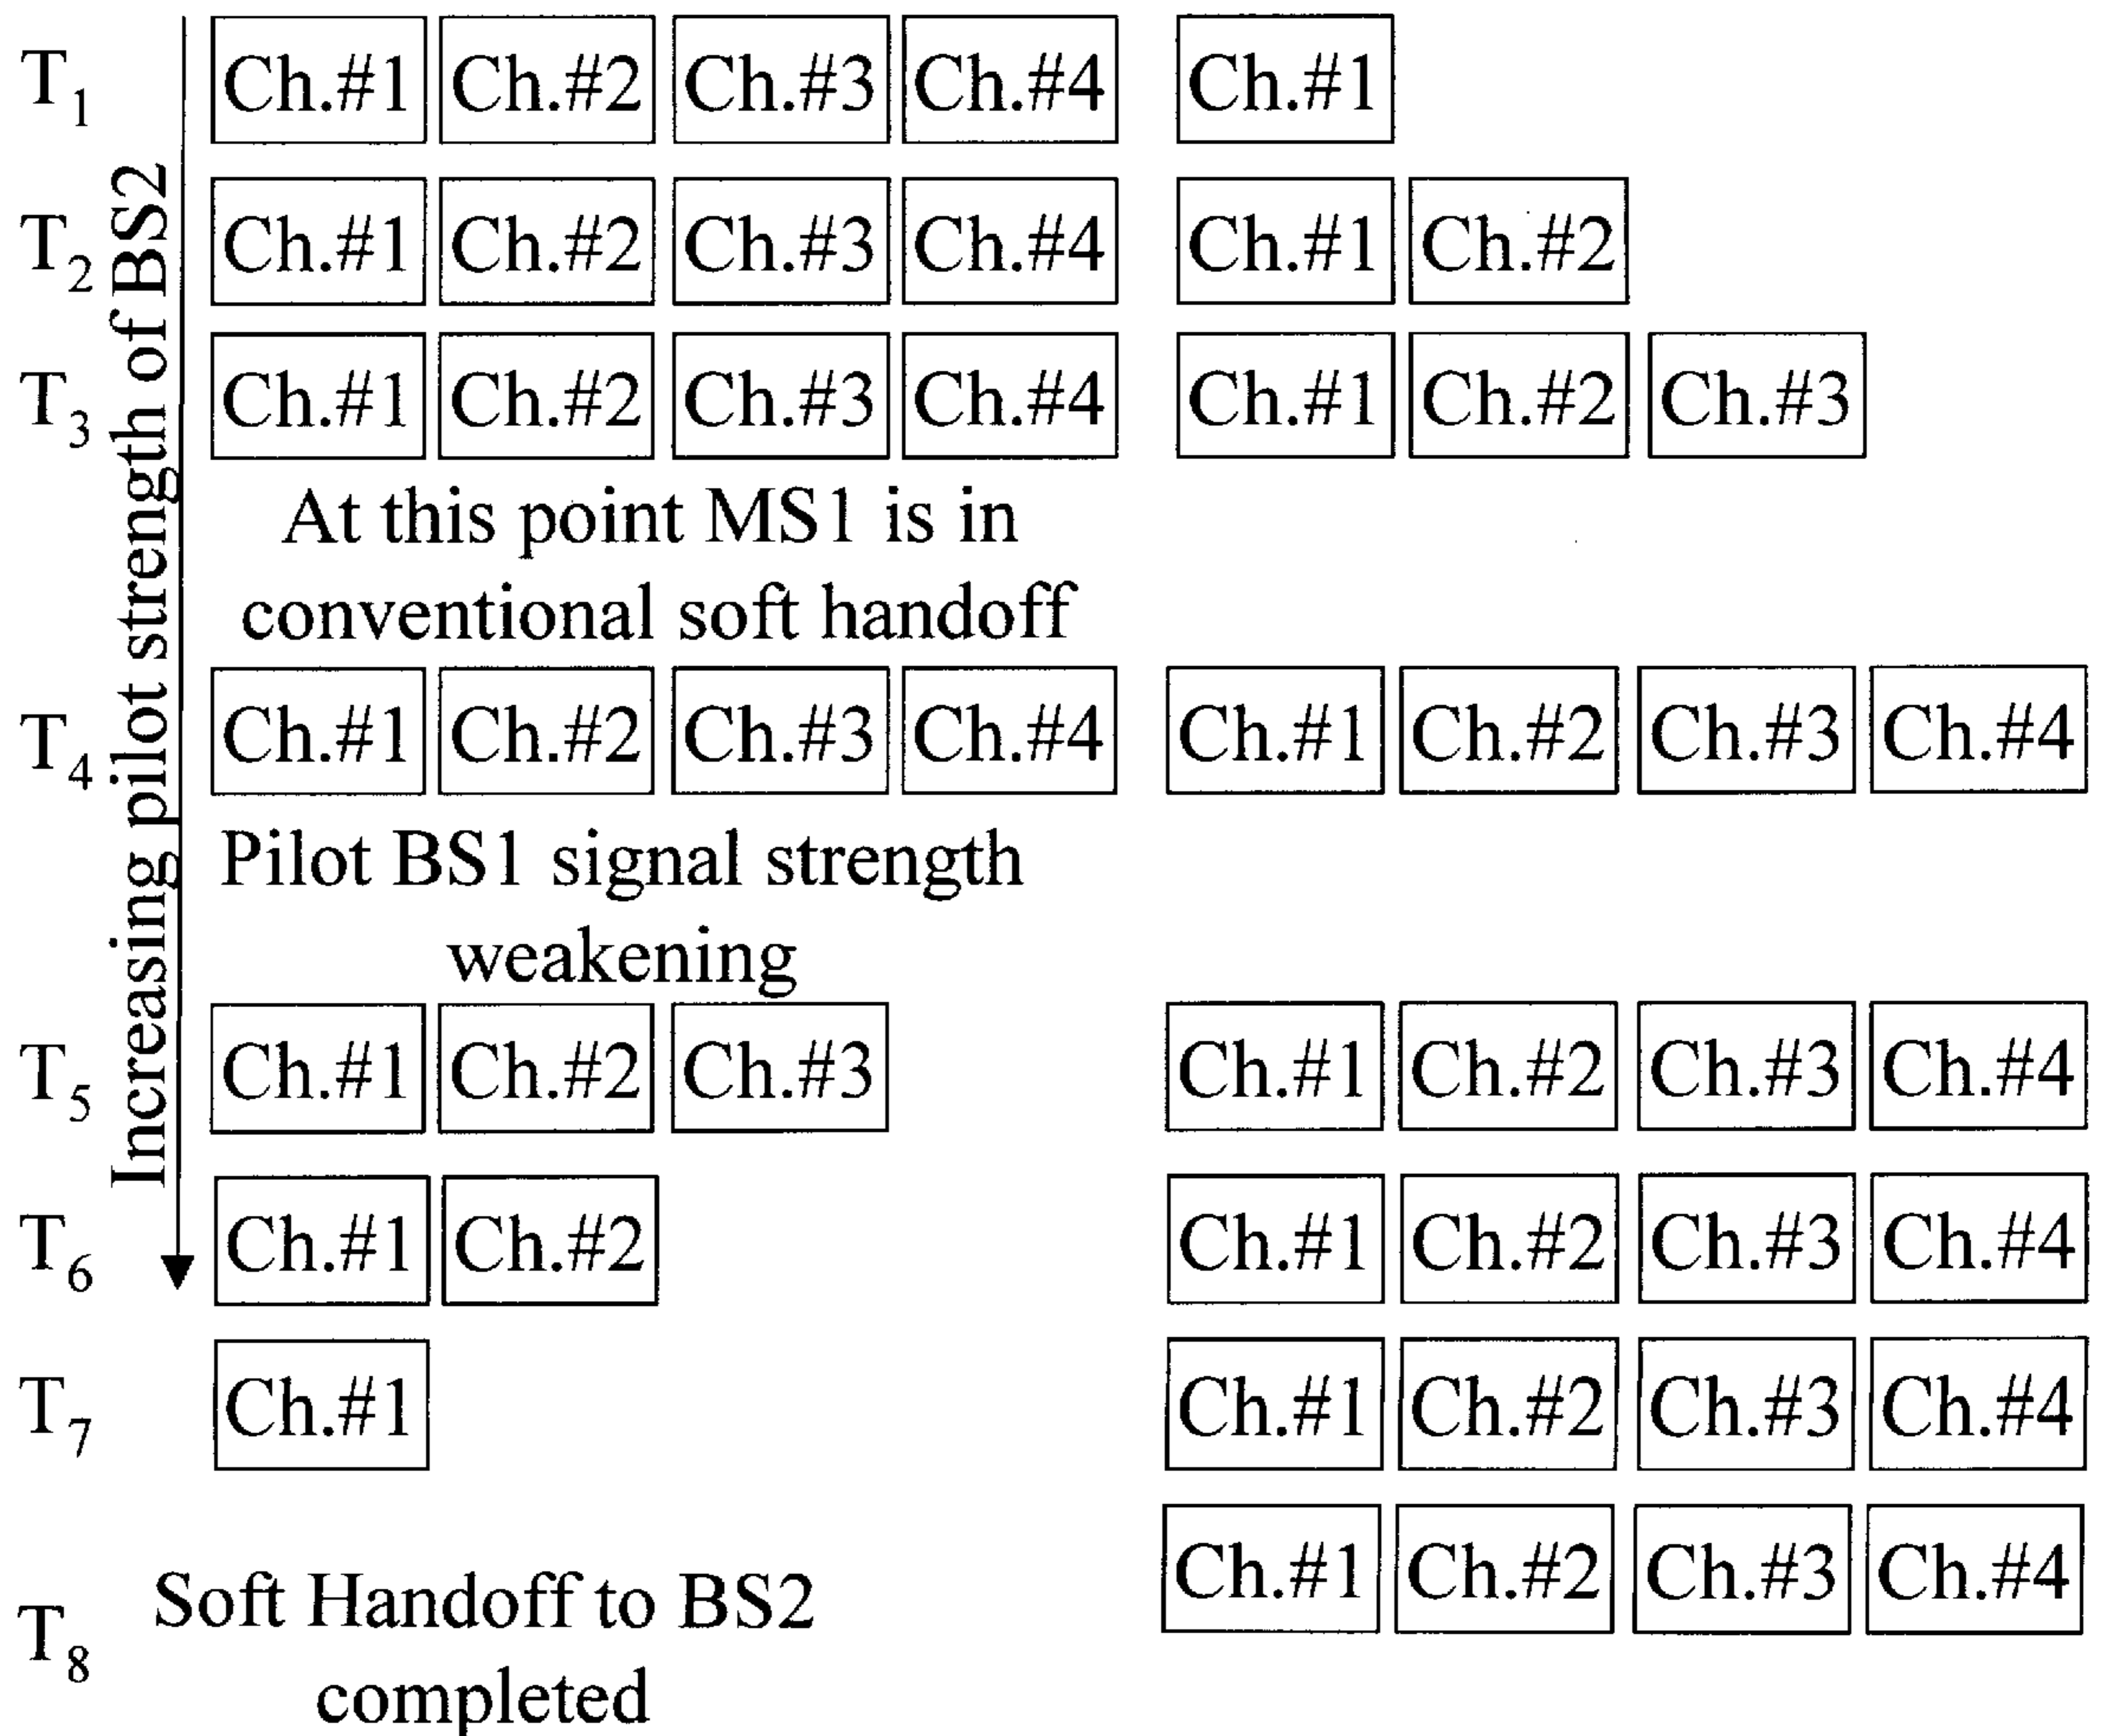 T1 Ch.#1 Ch.#2 Ch.#3 Ch.#4 Ch.#1
T2 Ch.#1 Ch.#2 Ch.#3 Ch.#4 Ch.#1 Ch.#2
T3 Ch.#1 Ch.#2 Ch.#3 Ch.#4 Ch.#1 Ch.#2 Ch.#3
At this point MS1 is in
conventional soft handoff
T4 Ch.#1 Ch.#2 Ch.#3 Ch.#4 Ch.#1 Ch.#2 Ch.#3 Ch.#4
Pilot BS1 signal strength
weakening
T5 Ch.#1 Ch.#2 Ch.#3 Ch.#1 Ch.#2 Ch.#3 Ch.#4
T6 Ch.#1 Ch.#2 Ch.#1 Ch.#2 Ch.#3 Ch.#4
T7 Ch.#1 Ch.#1 Ch.#2 Ch.#3 Ch.#4
Ch.#1 Ch.#2 Ch.#3 Ch.#4
T8 Soft Handoff to BS2
completed
Increasing pilot strength of BS2